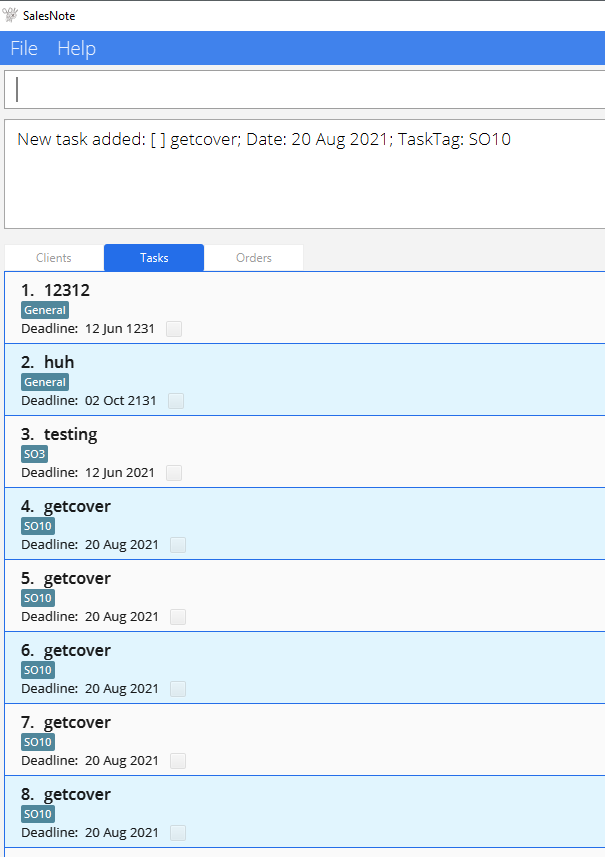 SalesNote
File Help
New task added: [ ] getcover; Date: 20 Aug 2021; TaskTag: SO10
Clients Tasks Orders
1. 12312
General
Deadline: 12 Jun 1231
2. huh
General
Deadline: 02 Oct 2131
3. testing
SO3
Deadline: 12 Jun 2021
4. getcover
SO10
Deadline: 20 Aug 2021
5. getcover
SO10
Deadline: 20 Aug 2021
6. getcover
SO10
Deadline: 20 Aug 2021
7. getcover
SO10
Deadline: 20 Aug 2021
8. getcover
SO10
Deadline: 20 Aug 2021